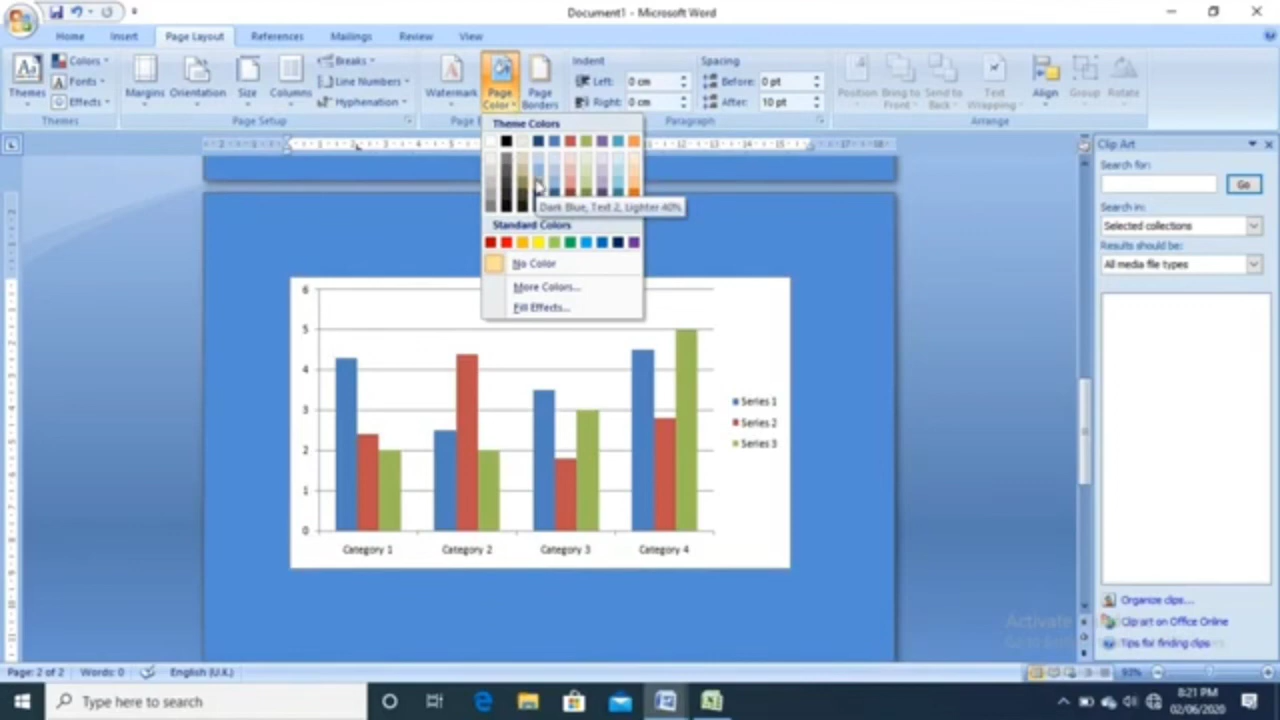 Document1 - Microsoft Word
Home Insert Page Layout References Mailings Review View
Themes Colors Fonts Effects
Margins Orientation Size Columns Breaks Line Numbers Hyphenation
Watermark Page Color Page Borders
Indent Left: 0 cm Right: 0 cm
Spacing Before: 0 pt After: 10 pt
Position Bring to Front Send to Back Text Wrapping Align Group Rotate
Themes Page Setup Paragraph Arrange
Theme Colors
Dark Blue, Text 2, Lighter 40%
Standard Colors
No Color
More Colors...
Fill Effects...
Clip Art
Search for:
Go
Search in:
Selected collections
Results should be:
All media file types
6
5
4
3
2
1
0
Category 1 Category 2 Category 3 Category 4
Series 1
Series 2
Series 3
Organize clips...
Clip art on Office Online
Tips for finding clips
Activate
Page: 2 of 2 Words: 0 English (U.K.) 93%
Type here to search
8:21 PM
02/06/2020